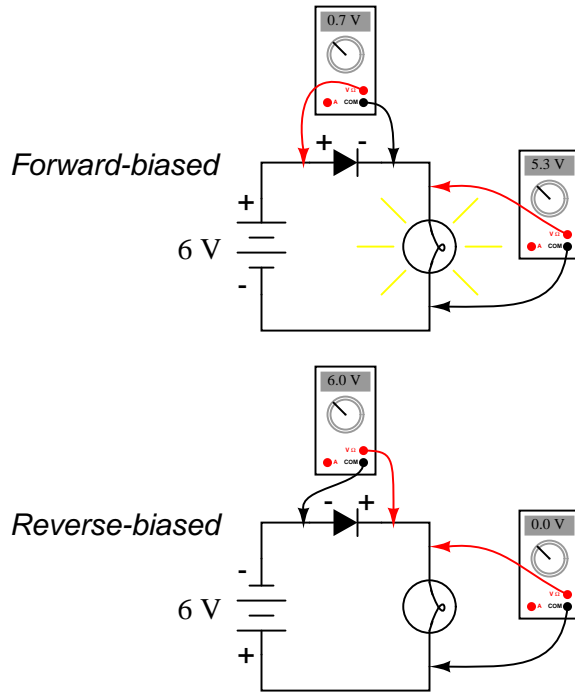 0.7 V
V Ω
A COM
+ -
Forward-biased
5.3 V
+
6 V
V Ω
A COM
-
6.0 V
V Ω
A COM
- +
Reverse-biased
0.0 V
-
6 V
V Ω
A COM
+